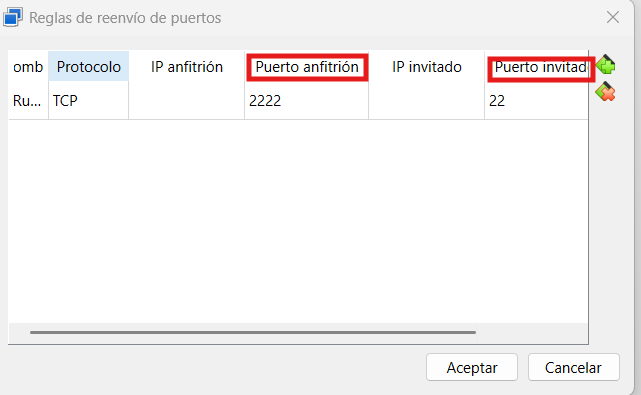 Reglas de reenvío de puertos
omb Protocolo IP anfitrión Puerto anfitrión IP invitado Puerto invitad
Ru... TCP 2222 22
Aceptar Cancelar